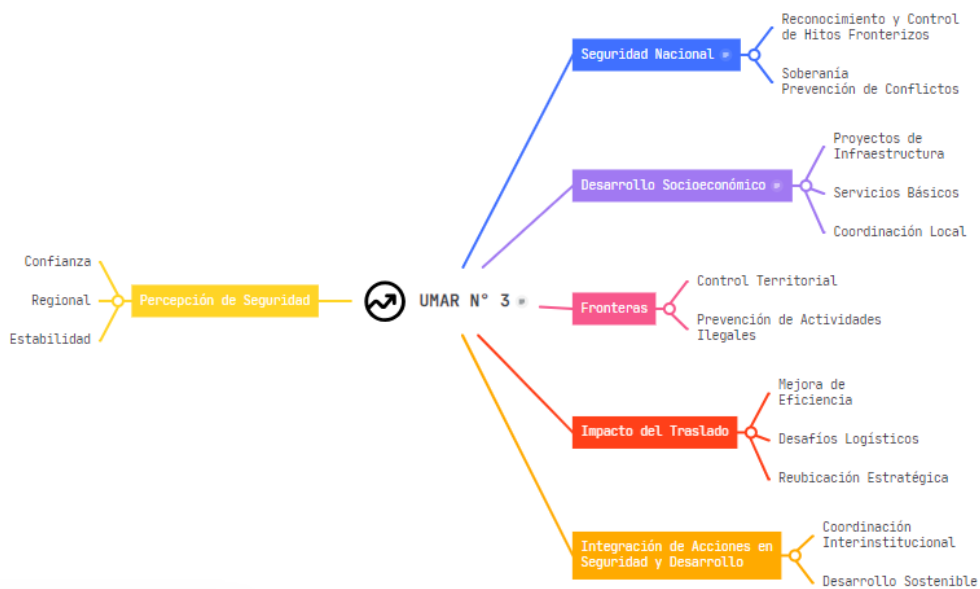 UMAR N° 3
Percepción de Seguridad
Confianza
Regional
Estabilidad
Seguridad Nacional
Reconocimiento y Control
de Hitos Fronterizos
Soberanía
Prevención de Conflictos
Desarrollo Socioeconómico
Proyectos de
Infraestructura
Servicios Básicos
Coordinación Local
Fronteras
Control Territorial
Prevención de Actividades
Ilegales
Impacto del Traslado
Mejora de
Eficiencia
Desafíos Logísticos
Reubicación Estratégica
Integración de Acciones en
Seguridad y Desarrollo
Coordinación
Interinstitucional
Desarrollo Sostenible